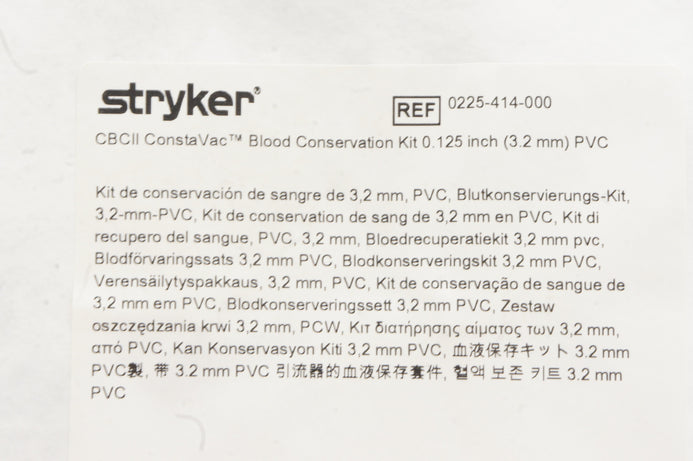 stryker®
REF 0225-414-000
CBCII ConstaVac™ Blood Conservation Kit 0.125 inch (3.2 mm) PVC
Kit de conservación de sangre de 3,2 mm, PVC, Blutkonservierungs-Kit,
3,2-mm-PVC, Kit de conservation de sang de 3,2 mm en PVC, Kit di
recupero del sangue, PVC, 3,2 mm, Bloedrecuperatiekit 3,2 mm pvc,
Blodförvaringssats 3,2 mm PVC, Blodkonserveringskit 3,2 mm PVC,
Verensäilytyspakkaus, 3,2 mm, PVC, Kit de conservação de sangue de
3,2 mm em PVC, Blodkonserveringssett 3,2 mm PVC, Zestaw
oszczędzania krwi 3,2 mm, PCW, Κιτ διατήρησης αίματος των 3,2 mm,
από PVC, Kan Konservasyon Kiti 3,2 mm PVC, 血液保存キット 3.2 mm
PVC製, 带 3.2 mm PVC 引流器的血液保存套件, 혈액 보존 키트 3.2 mm
PVC